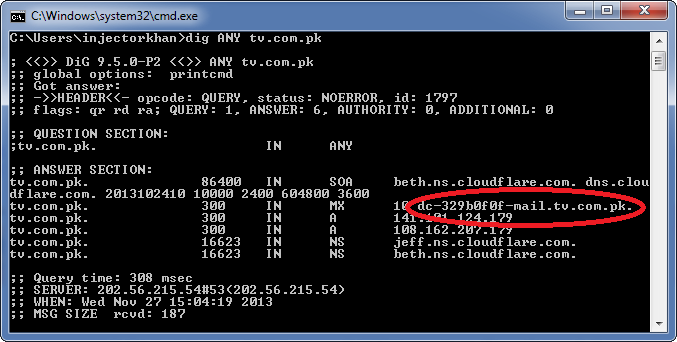 C:\Windows\system32\cmd.exe
C:\Users\injectorkhan>dig ANY tv.com.pk
; <<>> DiG 9.5.0-P2 <<>> ANY tv.com.pk
;; global options: printcmd
;; Got answer:
;; ->>HEADER<<- opcode: QUERY, status: NOERROR, id: 1797
;; flags: qr rd ra; QUERY: 1, ANSWER: 6, AUTHORITY: 0, ADDITIONAL: 0
;; QUESTION SECTION:
;tv.com.pk. IN ANY
;; ANSWER SECTION:
tv.com.pk. 86400 IN SOA beth.ns.cloudflare.com. dns.clou
dflare.com. 2013102410 10000 2400 604800 3600
tv.com.pk. 300 IN MX 10 dc-329b0f0f-mail.tv.com.pk.
tv.com.pk. 300 IN A 141.101.124.179
tv.com.pk. 300 IN A 108.162.207.179
tv.com.pk. 16623 IN NS jeff.ns.cloudflare.com.
tv.com.pk. 16623 IN NS beth.ns.cloudflare.com.
;; Query time: 308 msec
;; SERVER: 202.56.215.54#53(202.56.215.54)
;; WHEN: Wed Nov 27 15:04:19 2013
;; MSG SIZE rcvd: 187